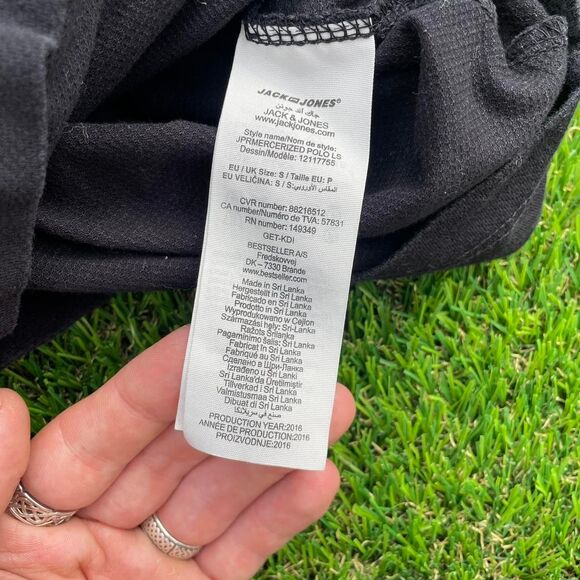 JACK JONES®
جاك آند جونز
JACK & JONES
www.jackjones.com
Style name/Nom de style:
JPRMERCERIZED POLO LS
Dessin/Modèle: 12117755
EU / UK Size: S / Taille EU: P
EU VELIČINA: S / S: المقاس الأوروبي
CVR number: 86216512
CA number/Numéro de TVA: 57831
RN number: 149349
GET-KDI
BESTSELLER A/S
Fredskovvej
DK – 7330 Brande
www.bestseller.com
Made in Sri Lanka
Hergestellt in Sri Lanka
Fabricado en Sri Lanka
Prodotto in Sri Lanka
Wyprodukowano w Cejlon
Származási hely: Sri Lanka
Ražots Srilanka
Pagaminimo šalis: Sri Lanka
Fabricat în Sri Lanka
Fabriqué au Sri Lanka
Сделано в Шри-Ланка
Izrađeno u Sri Lanki
Sri Lanka'da Üretilmiştir
Tillverkad i Sri Lanka
Valmistusmaa Sri Lanka
Dibuat di Sri Lanka
صنع في سريلانكا
PRODUCTION YEAR:2016
ANNÉE DE PRODUCTION:2016
PROIZVODNJE:2016